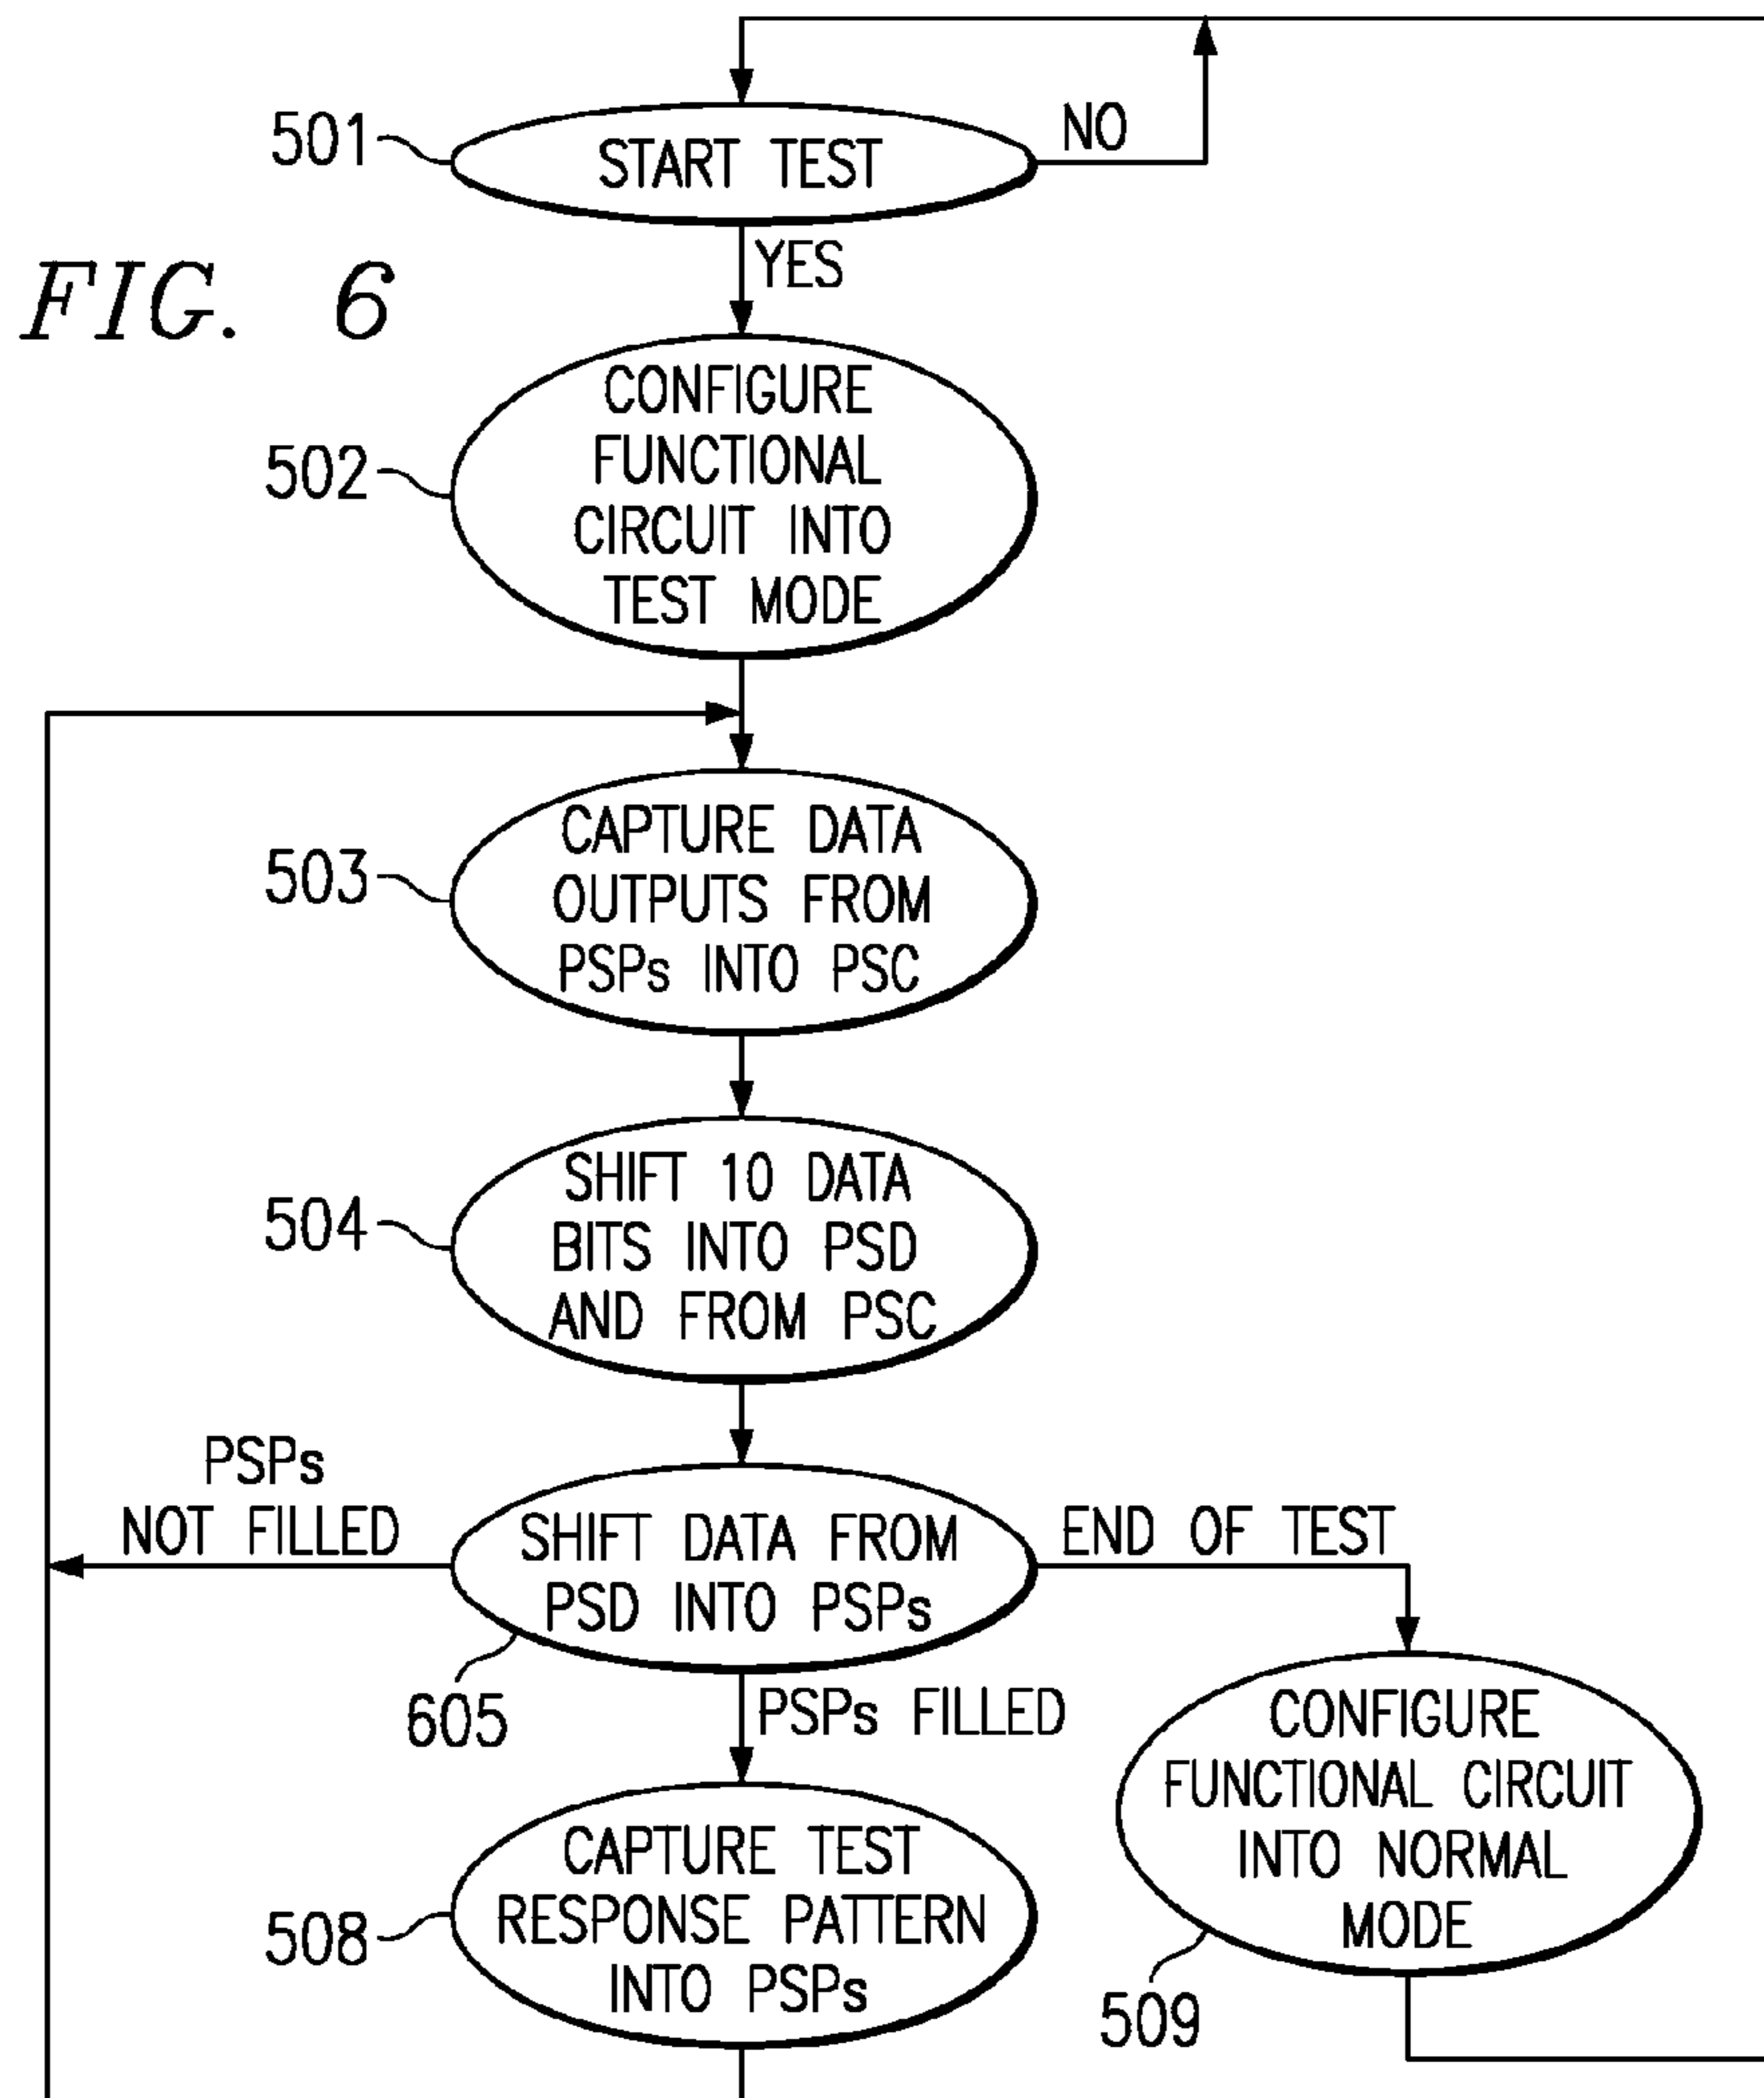 501
START TEST
NO
FIG. 6
YES
502
CONFIGURE
FUNCTIONAL
CIRCUIT INTO
TEST MODE
503
CAPTURE DATA
OUTPUTS FROM
PSPs INTO PSC
504
SHIFT 10 DATA
BITS INTO PSD
AND FROM PSC
PSPs
NOT FILLED
SHIFT DATA FROM
PSD INTO PSPs
END OF TEST
605
PSPs FILLED
CONFIGURE
FUNCTIONAL CIRCUIT
INTO NORMAL
MODE
508
CAPTURE TEST
RESPONSE PATTERN
INTO PSPs
509